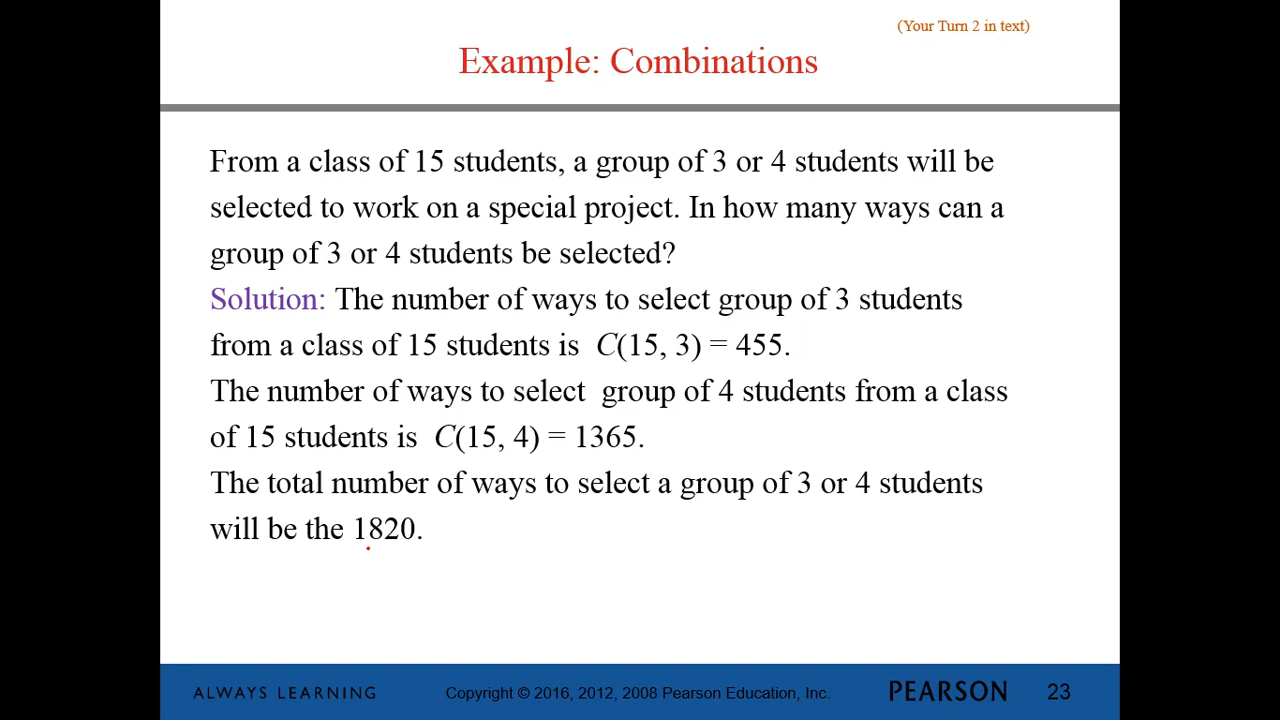 (Your Turn 2 in text)
Example: Combinations
From a class of 15 students, a group of 3 or 4 students will be
selected to work on a special project. In how many ways can a
group of 3 or 4 students be selected?
Solution: The number of ways to select group of 3 students
from a class of 15 students is C(15, 3) = 455.
The number of ways to select group of 4 students from a class
of 15 students is C(15, 4) = 1365.
The total number of ways to select a group of 3 or 4 students
will be the 1820.
ALWAYS LEARNING Copyright © 2016, 2012, 2008 Pearson Education, Inc. PEARSON 23